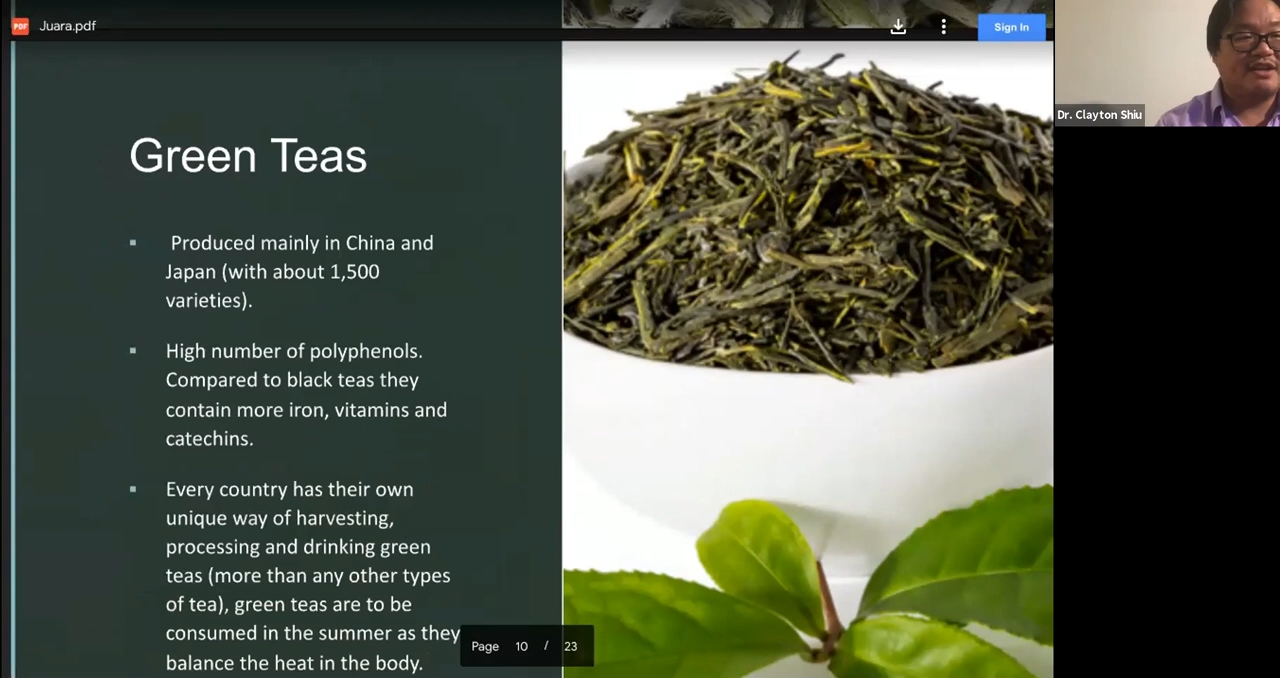 PDF Juara.pdf
Sign In
Dr. Clayton Shiu
Green Teas
▪ Produced mainly in China and
Japan (with about 1,500
varieties).
▪ High number of polyphenols.
Compared to black teas they
contain more iron, vitamins and
catechins.
▪ Every country has their own
unique way of harvesting,
processing and drinking green
teas (more than any other types
of tea), green teas are to be
consumed in the summer as they
balance the heat in the body.
Page 10 / 23